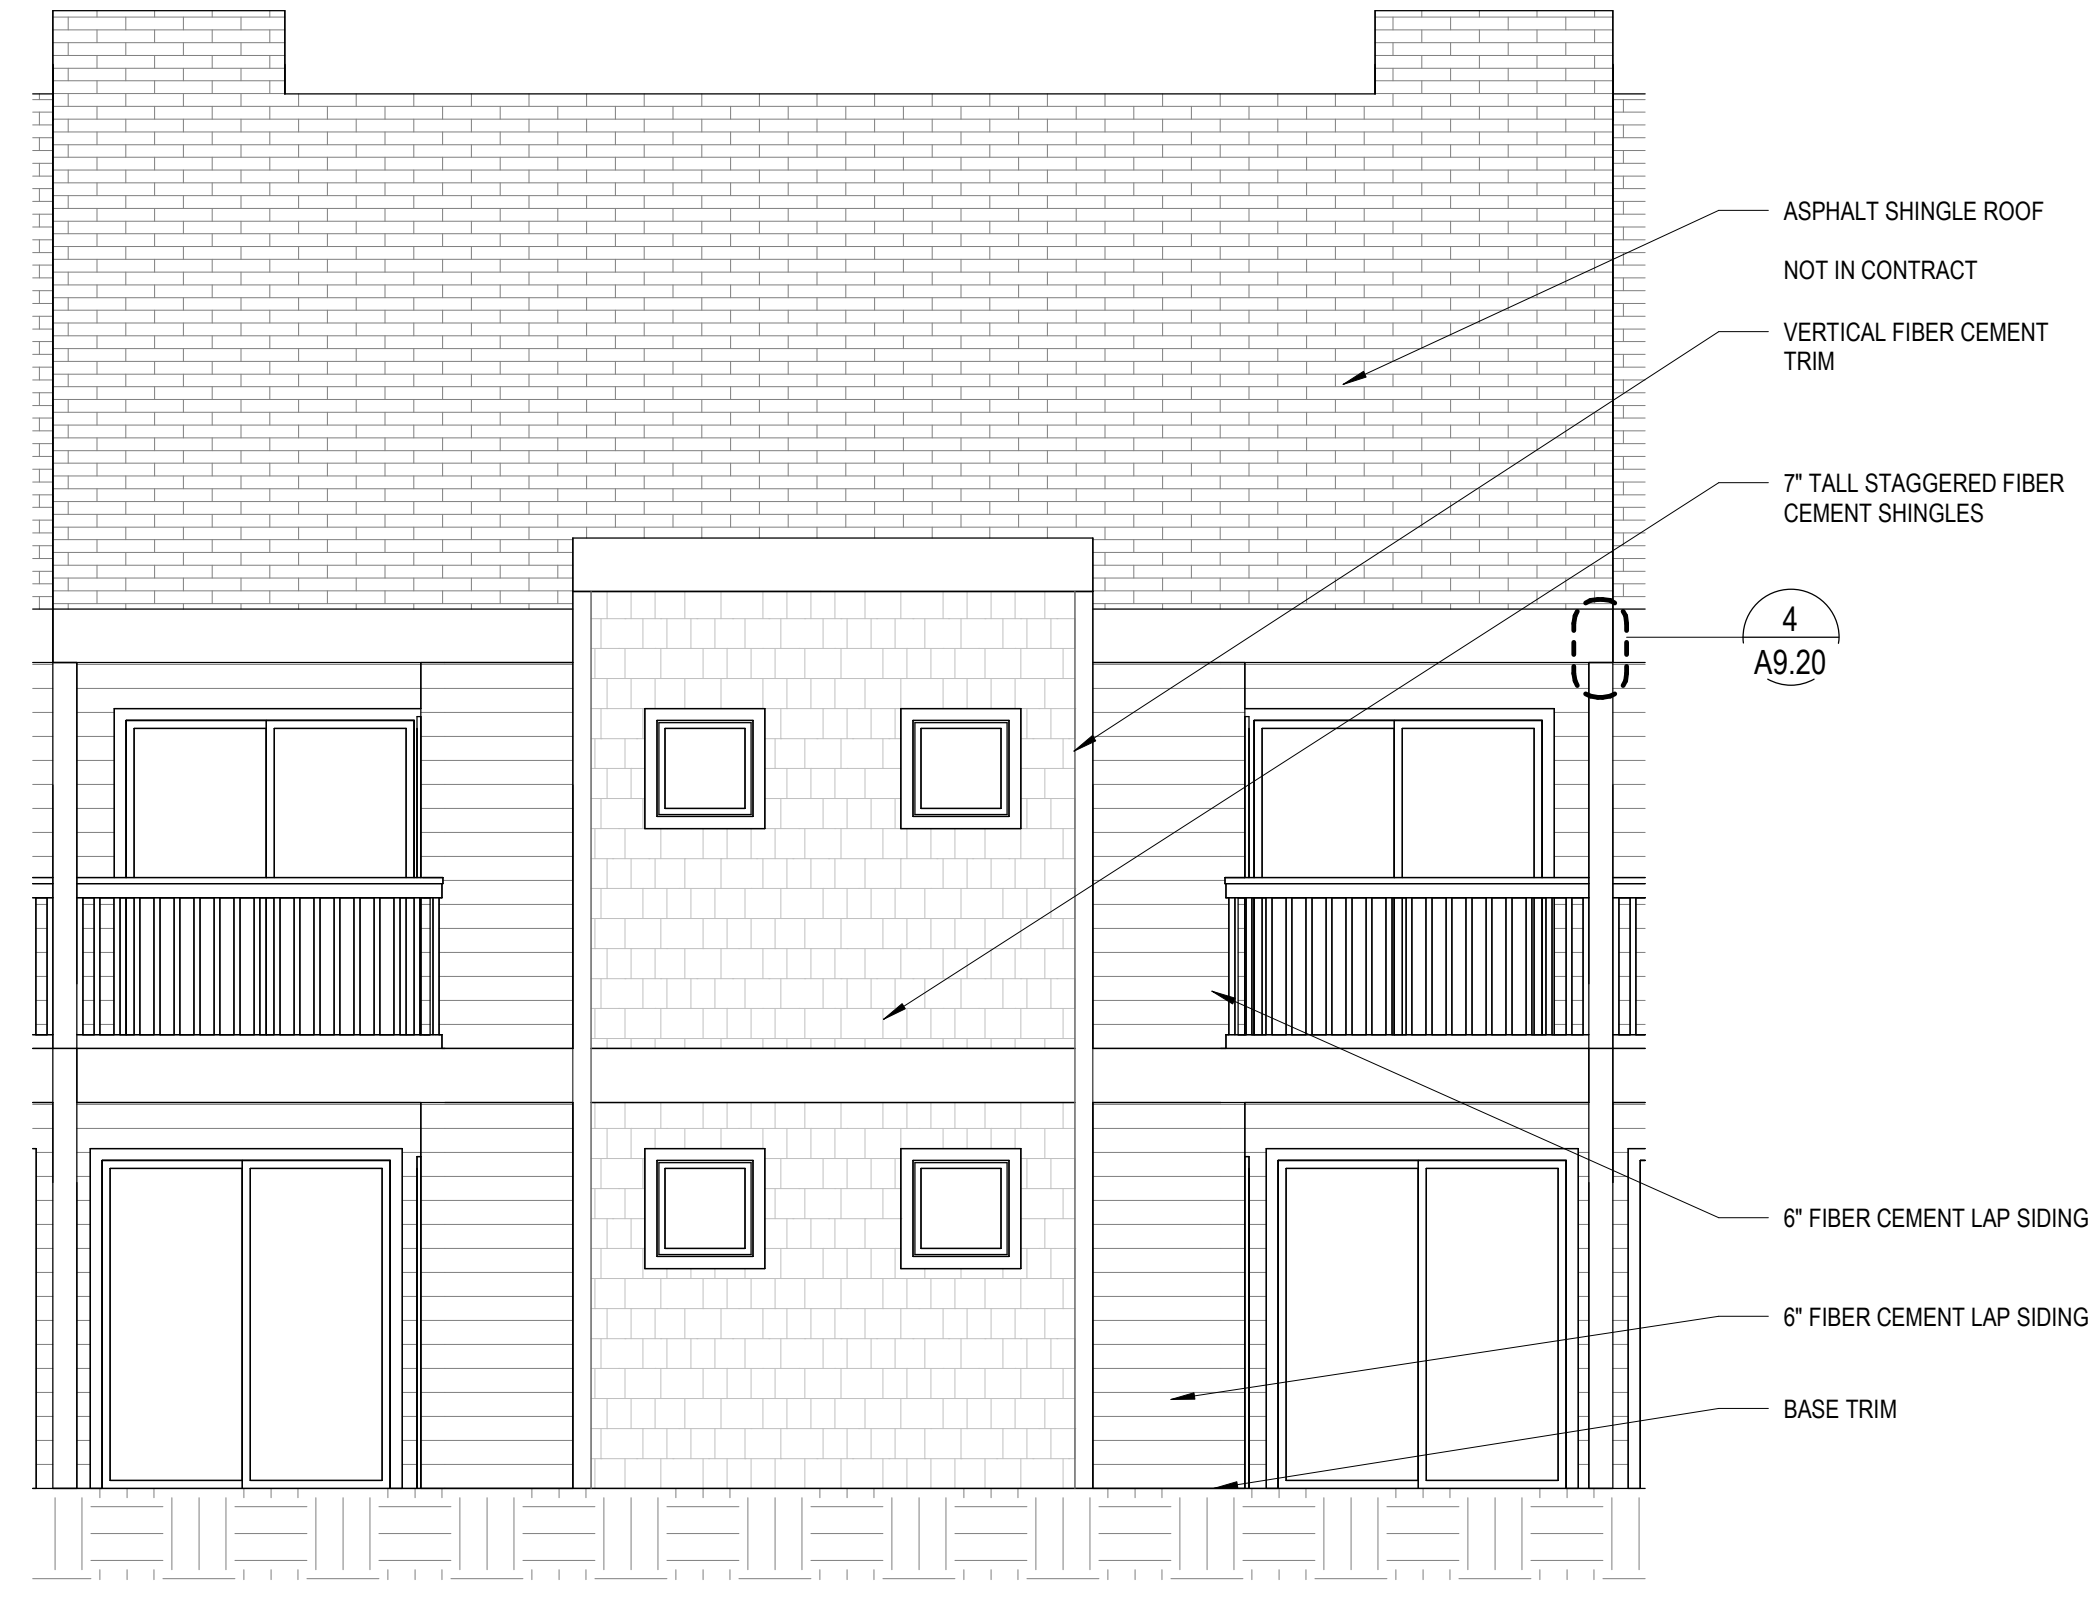 ASPHALT SHINGLE ROOF
NOT IN CONTRACT
VERTICAL FIBER CEMENT
TRIM
7" TALL STAGGERED FIBER
CEMENT SHINGLES
4
A9.20
6" FIBER CEMENT LAP SIDING
6" FIBER CEMENT LAP SIDING
BASE TRIM